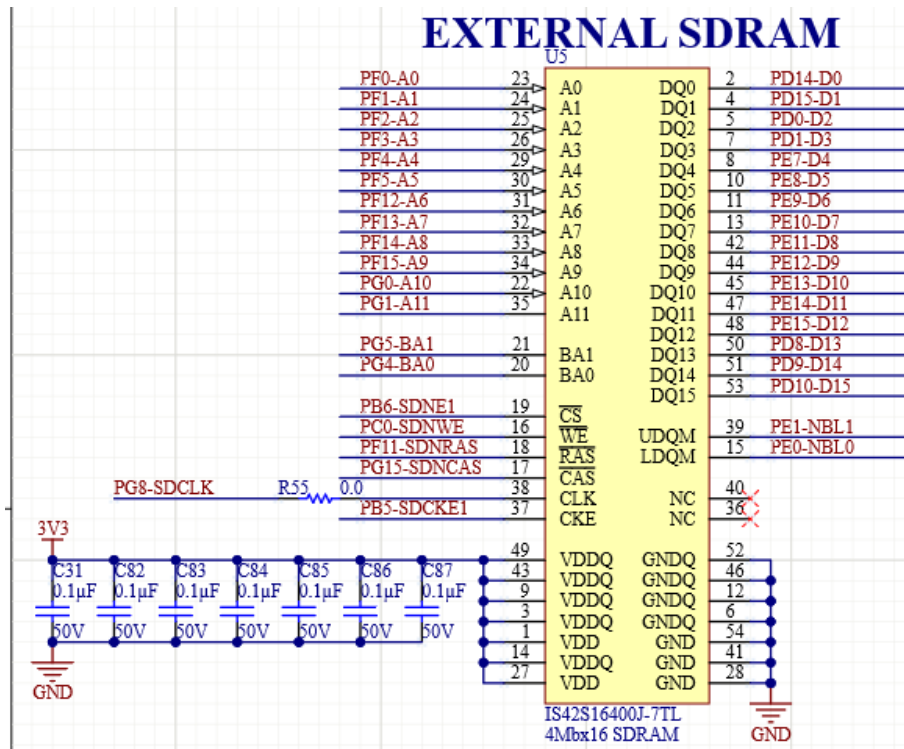 EXTERNAL SDRAM
U5
PF0-A0 23 A0 DQ0 2 PD14-D0
PF1-A1 24 A1 DQ1 4 PD15-D1
PF2-A2 25 A2 DQ2 5 PD0-D2
PF3-A3 26 A3 DQ3 7 PD1-D3
PF4-A4 29 A4 DQ4 8 PE7-D4
PF5-A5 30 A5 DQ5 10 PE8-D5
PF12-A6 31 A6 DQ6 11 PE9-D6
PF13-A7 32 A7 DQ7 13 PE10-D7
PF14-A8 33 A8 DQ8 42 PE11-D8
PF15-A9 34 A9 DQ9 44 PE12-D9
PG0-A10 22 A10 DQ10 45 PE13-D10
PG1-A11 35 A11 DQ11 47 PE14-D11
DQ12 48 PE15-D12
PG5-BA1 21 BA1 DQ13 50 PD8-D13
PG4-BA0 20 BA0 DQ14 51 PD9-D14
DQ15 53 PD10-D15
PB6-SDNE1 19 CS
PC0-SDNWE 16 WE UDQM 39 PE1-NBL1
PF11-SDNRAS 18 RAS LDQM 15 PE0-NBL0
PG15-SDNCAS 17 CAS
PG8-SDCLK R55 0.0 38 CLK NC 40
PB5-SDCKE1 37 CKE NC 36
3V3
49 VDDQ GNDQ 52
C31 C82 C83 C84 C85 C86 C87 43 VDDQ GNDQ 46
0.1µF 0.1µF 0.1µF 0.1µF 0.1µF 0.1µF 0.1µF 9 VDDQ GNDQ 12
3 VDDQ GNDQ 6
50V 50V 50V 50V 50V 50V 50V 1 VDD GND 54
14 VDDQ GND 41
27 VDD GND 28
GND
IS42S16400J-7TL
4Mbx16 SDRAM
GND